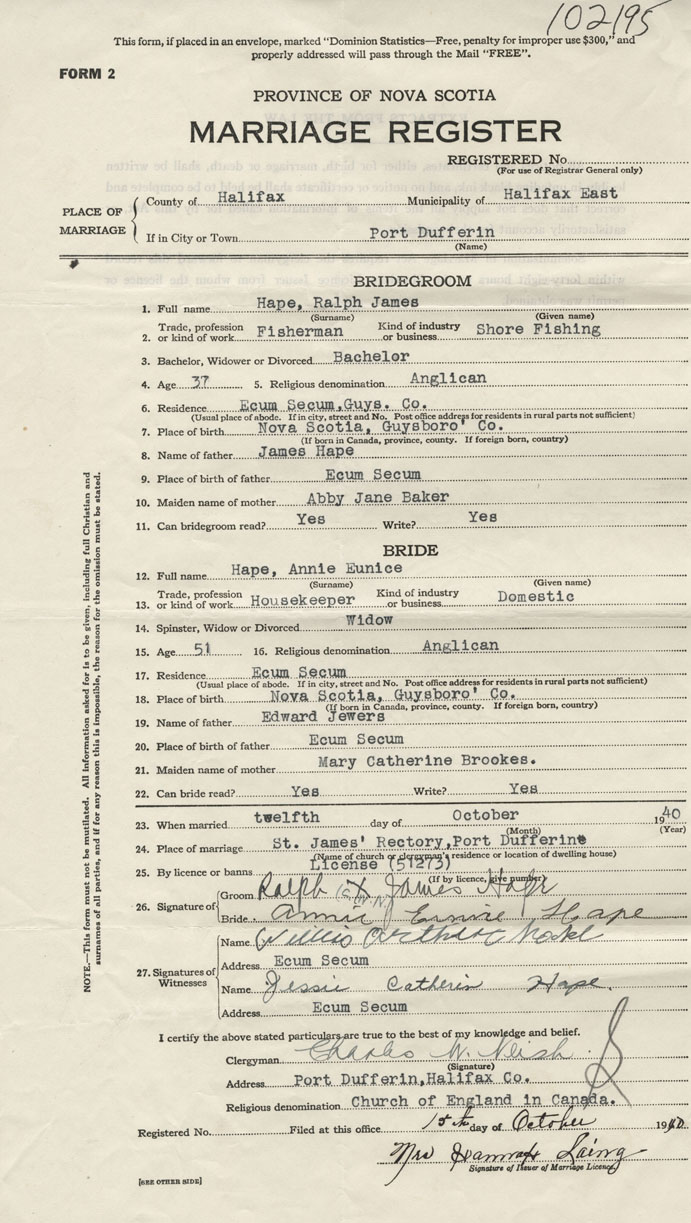 102195
This form, if placed in an envelope, marked "Dominion Statistics—Free, penalty for improper use $300," and
properly addressed will pass through the Mail "FREE".
FORM 2
PROVINCE OF NOVA SCOTIA
MARRIAGE REGISTER
REGISTERED No.
(For use of Registrar General only)
PLACE OF MARRIAGE
County of Halifax Municipality of Halifax East
If in City or Town Port Dufferin
(Name)
BRIDEGROOM
1. Full name Hape, Ralph James
(Surname) (Given name)
2. Trade, profession or kind of work Fisherman Kind of industry or business Shore Fishing
3. Bachelor, Widower or Divorced Bachelor
4. Age 37 5. Religious denomination Anglican
6. Residence Ecum Secum,Guys. Co.
(Usual place of abode. If in city, street and No. Post office address for residents in rural parts not sufficient)
7. Place of birth Nova Scotia, Guysboro' Co.
(If born in Canada, province, county. If foreign born, country)
8. Name of father James Hape
9. Place of birth of father Ecum Secum
10. Maiden name of mother Abby Jane Baker
11. Can bridegroom read? Yes Write? Yes
BRIDE
12. Full name Hape, Annie Eunice
(Surname) (Given name)
13. Trade, profession or kind of work Housekeeper Kind of industry or business Domestic
14. Spinster, Widow or Divorced Widow
15. Age 51 16. Religious denomination Anglican
17. Residence Ecum Secum
(Usual place of abode. If in city, street and No. Post office address for residents in rural parts not sufficient)
18. Place of birth Nova Scotia, Guysboro' Co.
(If born in Canada, province, county. If foreign born, country)
19. Name of father Edward Jewers
20. Place of birth of father Ecum Secum
21. Maiden name of mother Mary Catherine Brookes.
22. Can bride read? Yes Write? Yes
23. When married twelfth day of October 1940
(Month) (Year)
24. Place of marriage St. James' Rectory,Port Dufferin
(Name of church or clergyman's residence or location of dwelling house)
25. By licence or banns License (51273)
(If by licence, give number)
26. Signature of
Groom Ralph James Hape
Bride Annie Eunice Hape
27. Signatures of Witnesses
Name Willis Arthur
Address Ecum Secum
Name Jessie Catherin Hape.
Address Ecum Secum
I certify the above stated particulars are true to the best of my knowledge and belief.
Clergyman Charles W. Neish
(Signature)
Address Port Dufferin,Halifax Co.
Religious denomination Church of England in Canada.
Registered No. Filed at this office 15th day of October 1940
Mrs Hannah Laing
Signature of Issuer of Marriage Licence
[SEE OTHER SIDE]
NOTE.—This form must not be mutilated. All information asked for is to be given, including full Christian and
surnames of all parties, and if for any reason this is impossible, the reason for the omission must be stated.